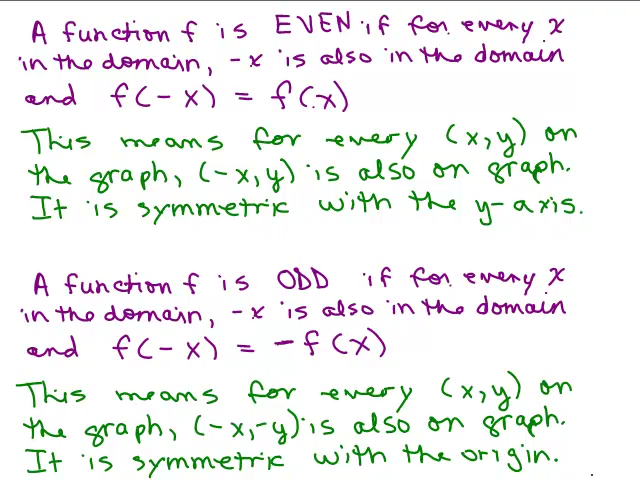 A function f is EVEN if for every x
in the domain, -x is also in the domain
and f(-x) = f(x)
This means for every (x,y) on
the graph, (-x,y) is also on graph.
It is symmetric with the y-axis.
A function f is ODD if for every x
in the domain, -x is also in the domain
and f(-x) = -f(x)
This means for every (x,y) on
the graph, (-x,-y) is also on graph.
It is symmetric with the origin.